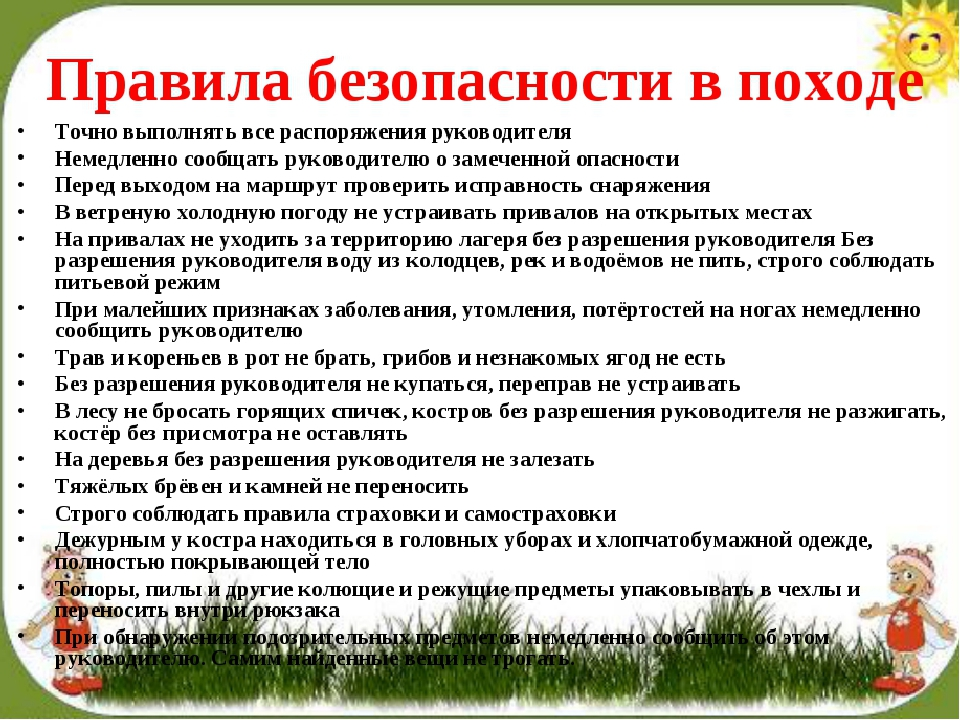 Правила безопасности в походе
• Точно выполнять все распоряжения руководителя
• Немедленно сообщать руководителю о замеченной опасности
• Перед выходом на маршрут проверить исправность снаряжения
• В ветреную холодную погоду не устраивать привалов на открытых местах
• На привалах не уходить за территорию лагеря без разрешения руководителя Без
разрешения руководителя воду из колодцев, рек и водоёмов не пить, строго соблюдать
питьевой режим
• При малейших признаках заболевания, утомления, потёртостей на ногах немедленно
сообщить руководителю
• Трав и кореньев в рот не брать, грибов и незнакомых ягод не есть
• Без разрешения руководителя не купаться, переправ не устраивать
• В лесу не бросать горящих спичек, костров без разрешения руководителя не разжигать,
костёр без присмотра не оставлять
• На деревья без разрешения руководителя не залезать
• Тяжёлых брёвен и камней не переносить
• Строго соблюдать правила страховки и самостраховки
• Дежурным у костра находиться в головных уборах и хлопчатобумажной одежде,
полностью покрывающей тело
• Топоры, пилы и другие колющие и режущие предметы упаковывать в чехлы и
переносить внутри рюкзака
• При обнаружении подозрительных предметов немедленно сообщить об этом
руководителю. Самим найденные вещи не трогать.